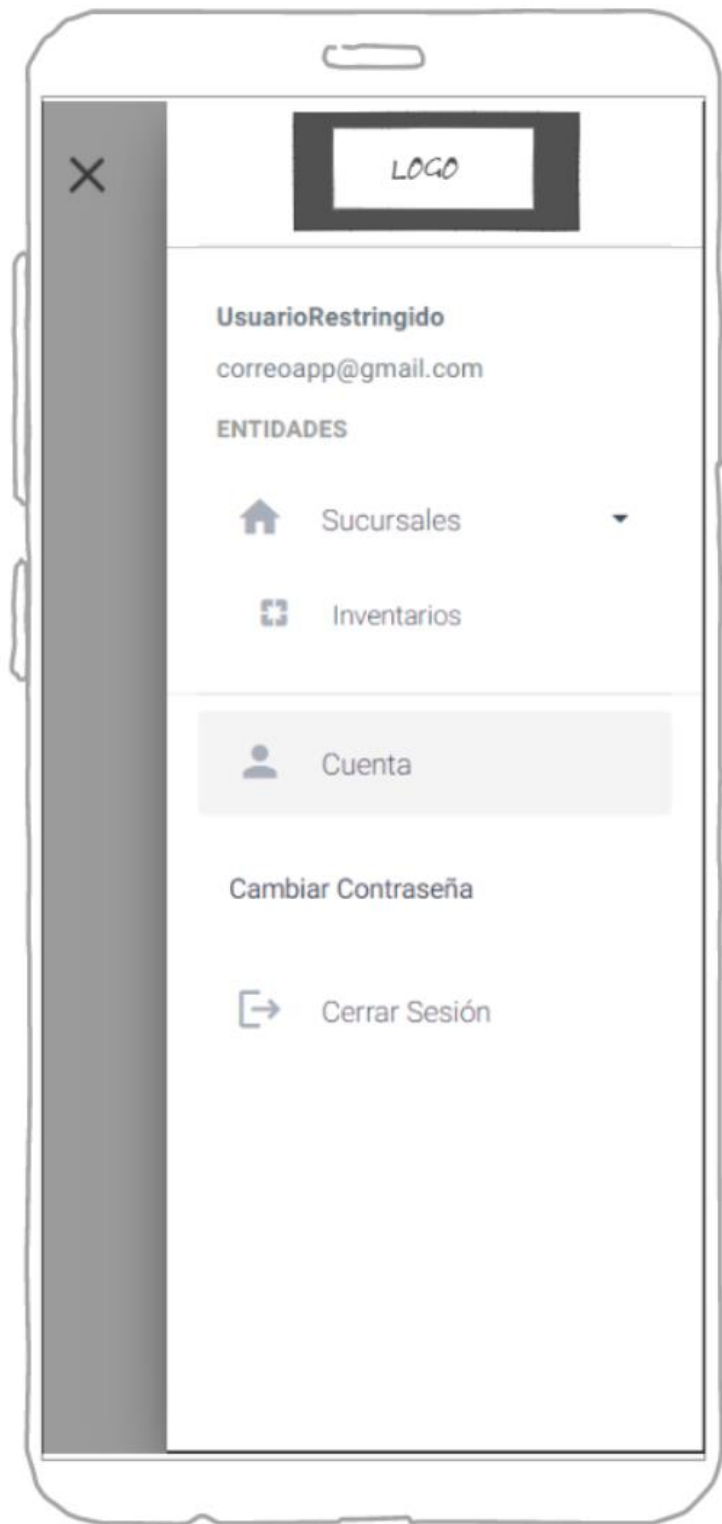 LOGO
UsuarioRestringido
correoapp@gmail.com
ENTIDADES
Sucursales
Inventarios
Cuenta
Cambiar Contraseña
Cerrar Sesión